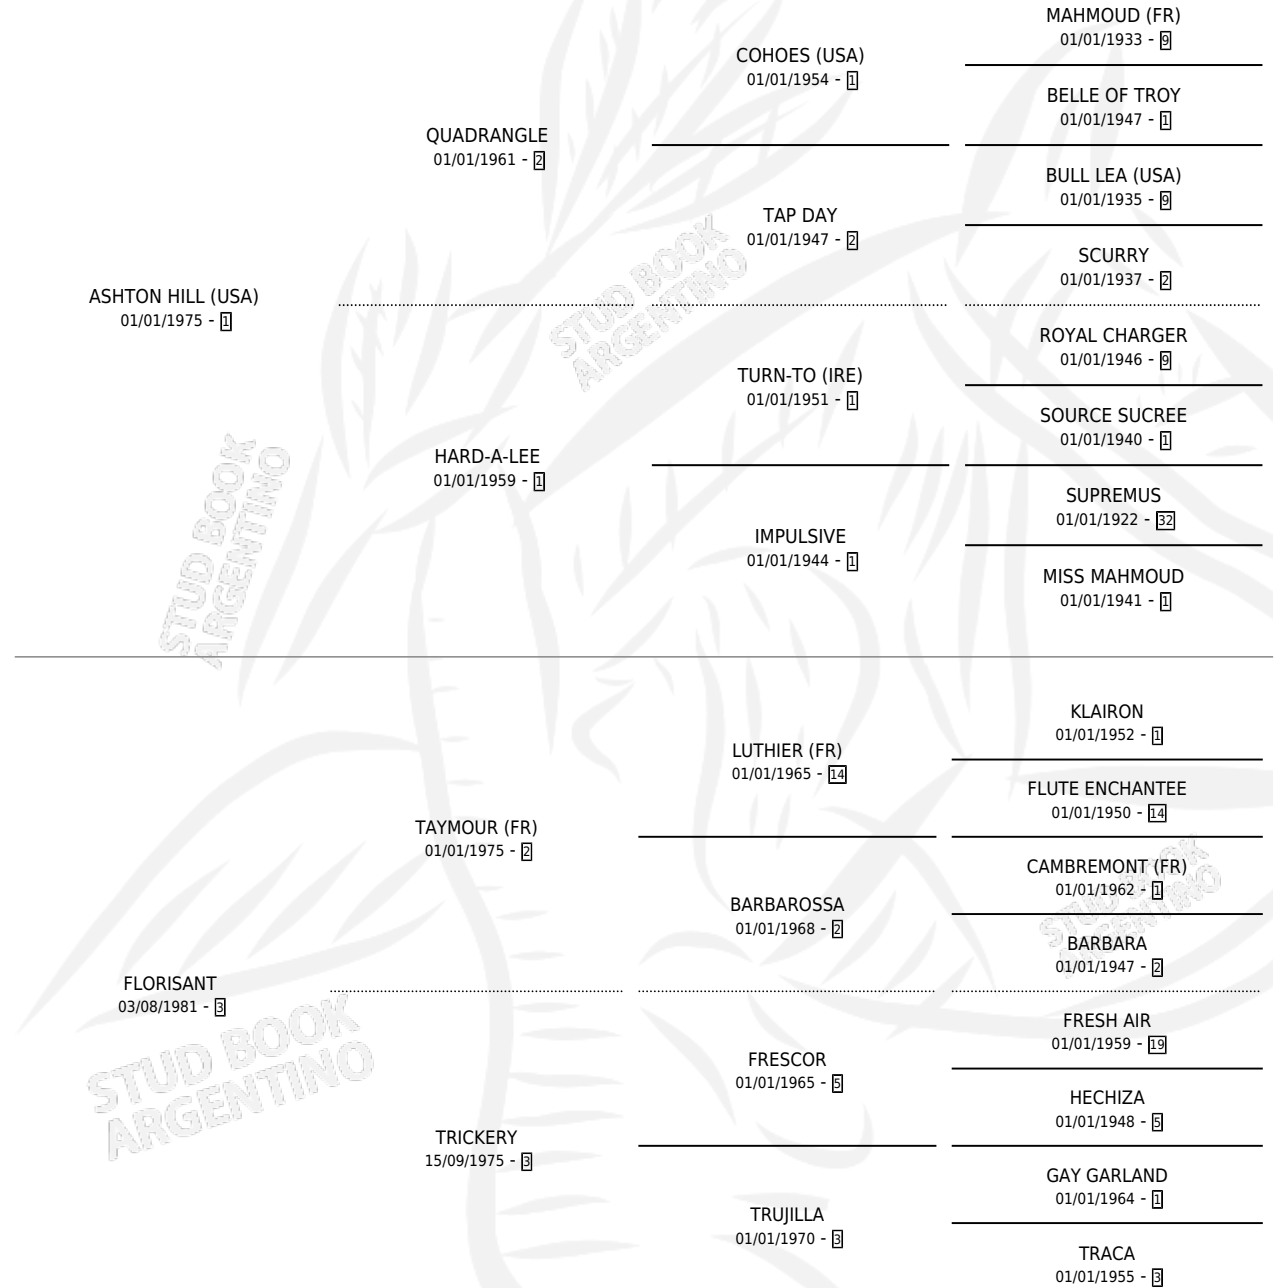 MAHMOUD (FR)
01/01/1933 - 9
COHOES (USA)
01/01/1954 - 1
BELLE OF TROY
01/01/1947 - 1
QUADRANGLE
01/01/1961 - 2
BULL LEA (USA)
01/01/1935 - 9
TAP DAY
01/01/1947 - 2
SCURRY
01/01/1937 - 2
ASHTON HILL (USA)
01/01/1975 - 1
ROYAL CHARGER
01/01/1946 - 9
TURN-TO (IRE)
01/01/1951 - 1
SOURCE SUCREE
01/01/1940 - 1
HARD-A-LEE
01/01/1959 - 1
SUPREMUS
01/01/1922 - 32
IMPULSIVE
01/01/1944 - 1
MISS MAHMOUD
01/01/1941 - 1
KLAIRON
01/01/1952 - 1
LUTHIER (FR)
01/01/1965 - 14
FLUTE ENCHANTEE
01/01/1950 - 14
TAYMOUR (FR)
01/01/1975 - 2
CAMBREMONT (FR)
01/01/1962 - 1
BARBAROSSA
01/01/1968 - 2
BARBARA
01/01/1947 - 2
FLORISANT
03/08/1981 - 3
FRESH AIR
01/01/1959 - 19
FRESCOR
01/01/1965 - 5
HECHIZA
01/01/1948 - 5
TRICKERY
15/09/1975 - 3
GAY GARLAND
01/01/1964 - 1
TRUJILLA
01/01/1970 - 3
TRACA
01/01/1955 - 3
STUD BOOK
ARGENTINO
STUD BOOK
ARGENTINO
STUD BOOK
ARGENTINO
STUD BOOK
ARGENTINO